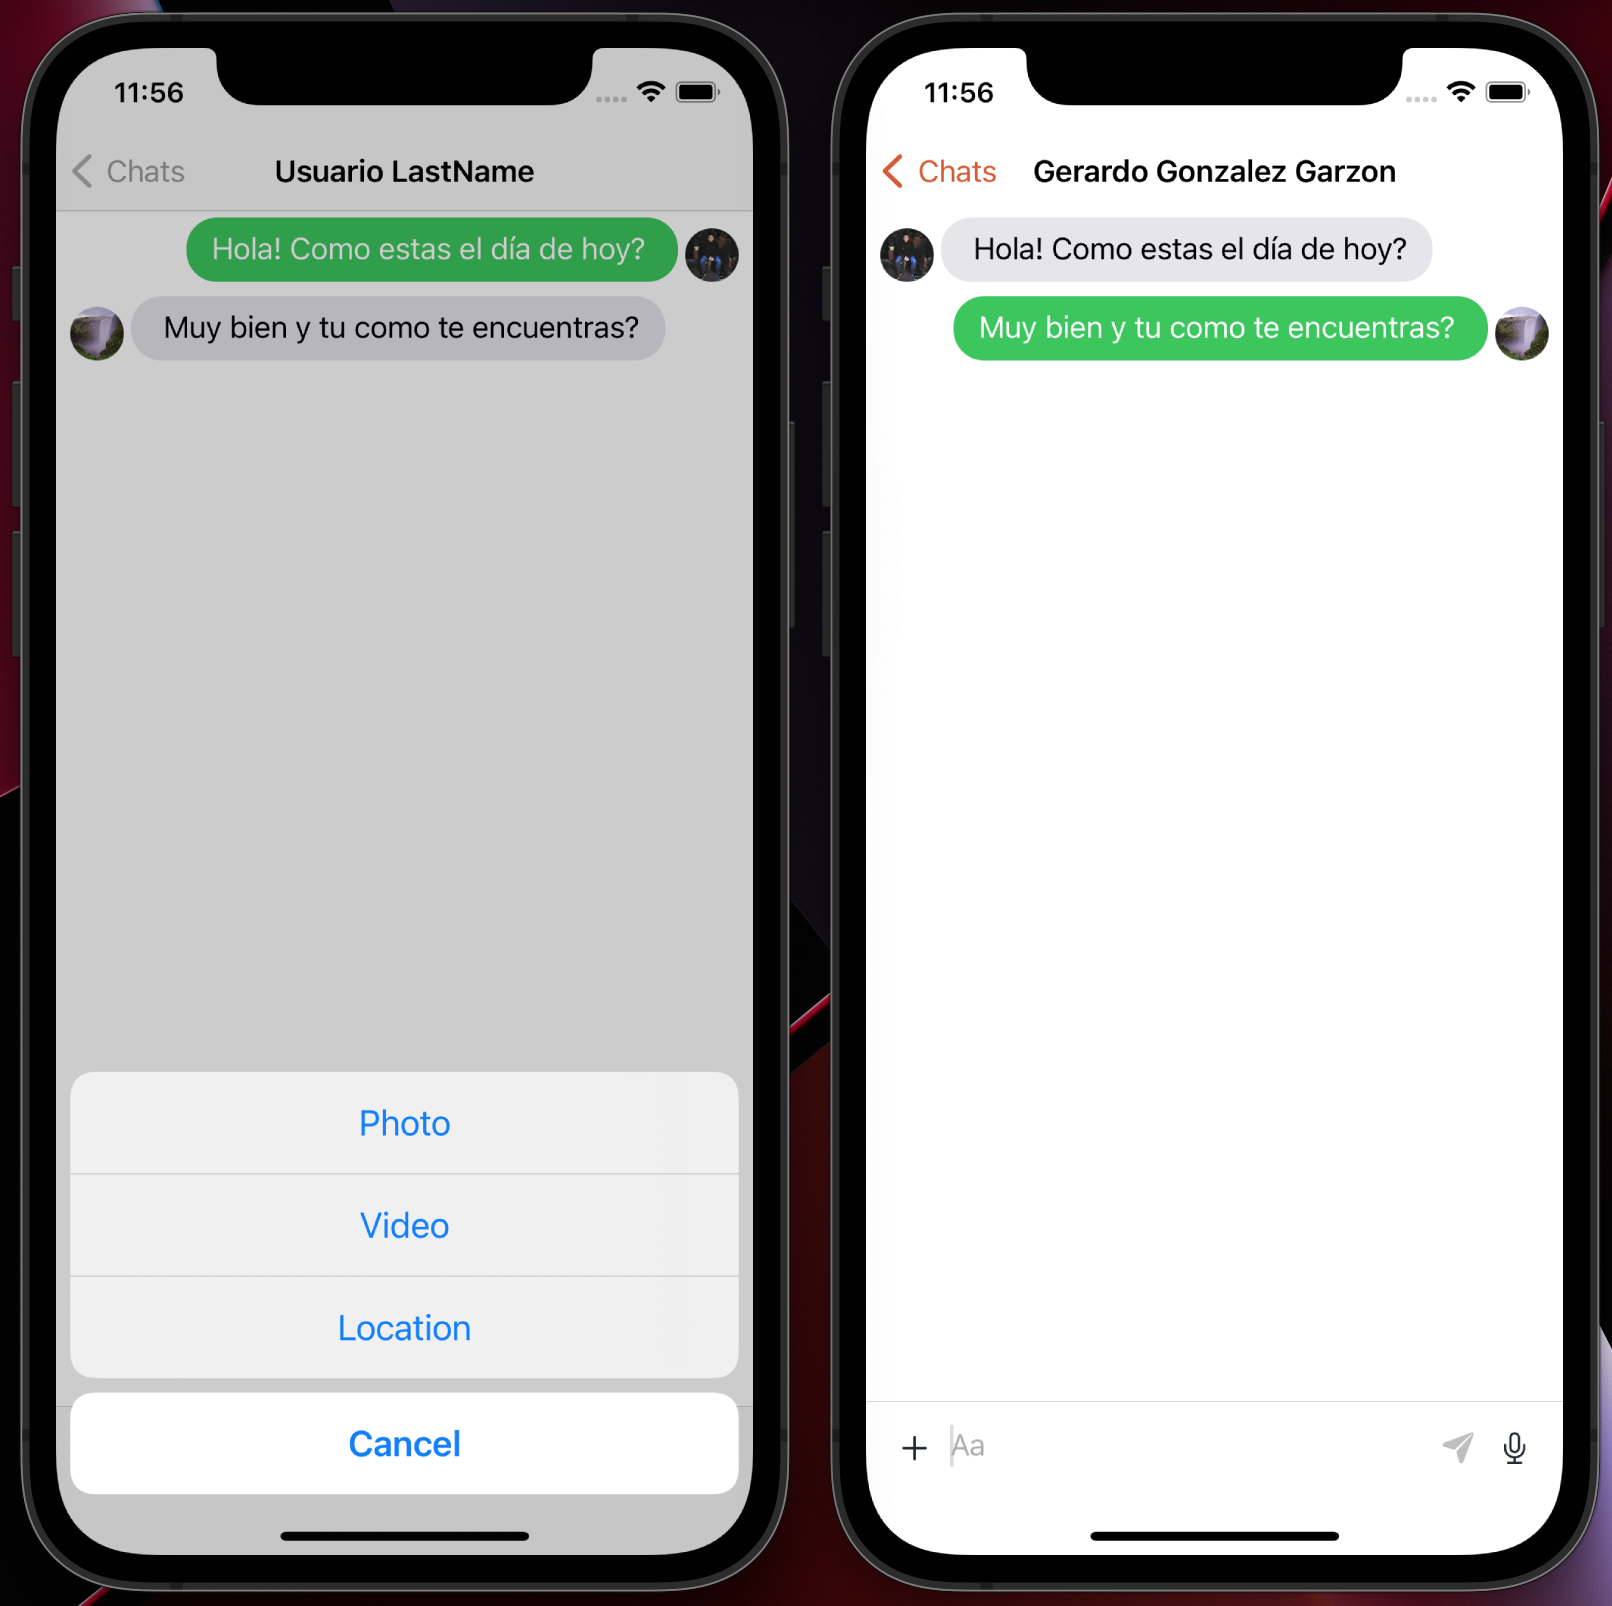 11:56
Chats
Usuario LastName
Hola! Como estas el día de hoy?
Muy bien y tu como te encuentras?
Photo
Video
Location
Cancel
11:56
Chats
Gerardo Gonzalez Garzon
Hola! Como estas el día de hoy?
Muy bien y tu como te encuentras?
Aa